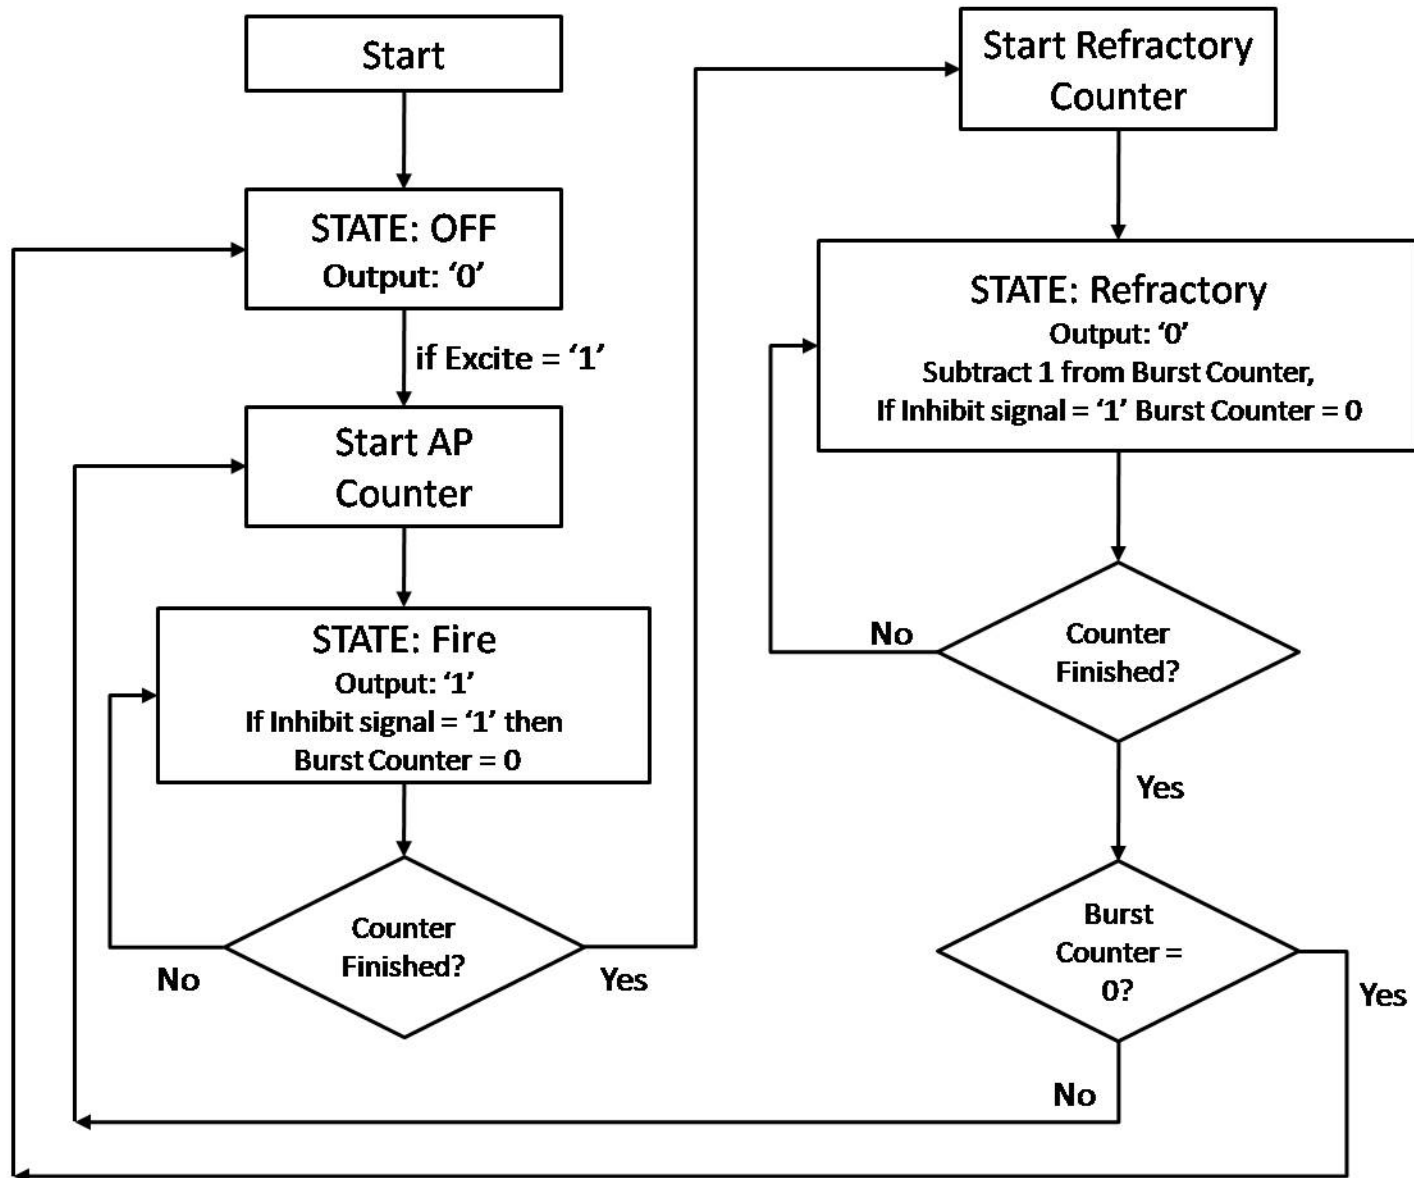 Start
STATE: OFF
Output: ‘0’
if Excite = ‘1’
Start AP
Counter
STATE: Fire
Output: ‘1’
If Inhibit signal = ‘1’ then
Burst Counter = 0
Counter
Finished?
No
Yes
Start Refractory
Counter
STATE: Refractory
Output: ‘0’
Subtract 1 from Burst Counter,
If Inhibit signal = ‘1’ Burst Counter = 0
Counter
Finished?
No
Yes
Burst
Counter =
0?
Yes
No